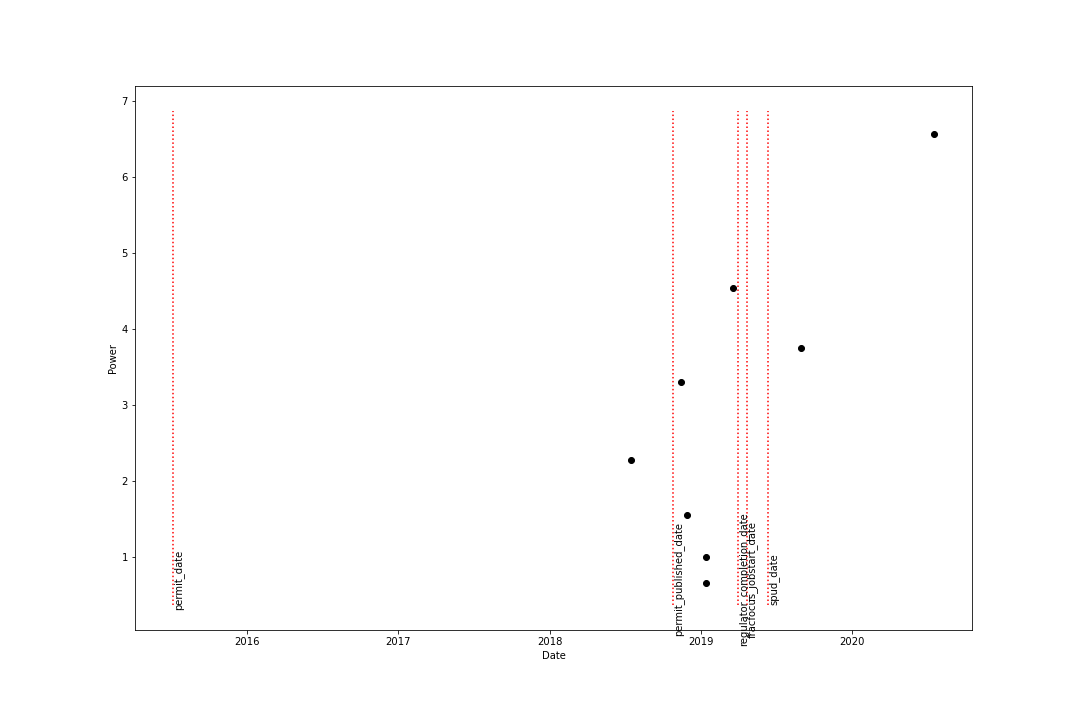 7
6
5
4
3
2
1
Power
permit_date
permit_published_date
regulator_completion_date
fracfocus_jobstart_date
spud_date
2016
2017
2018
2019
2020
Date